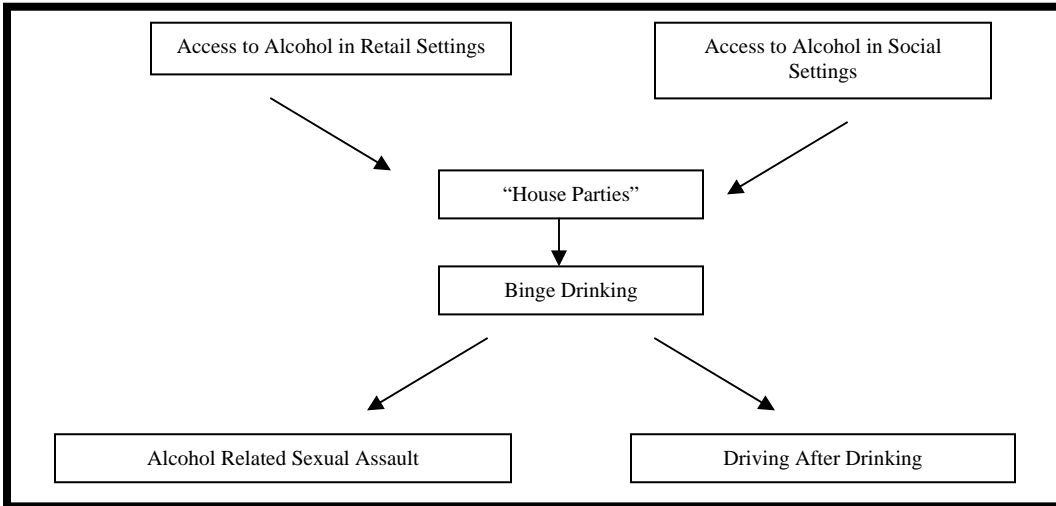 Access to Alcohol in Retail Settings
Access to Alcohol in Social
Settings
“House Parties”
Binge Drinking
Alcohol Related Sexual Assault
Driving After Drinking